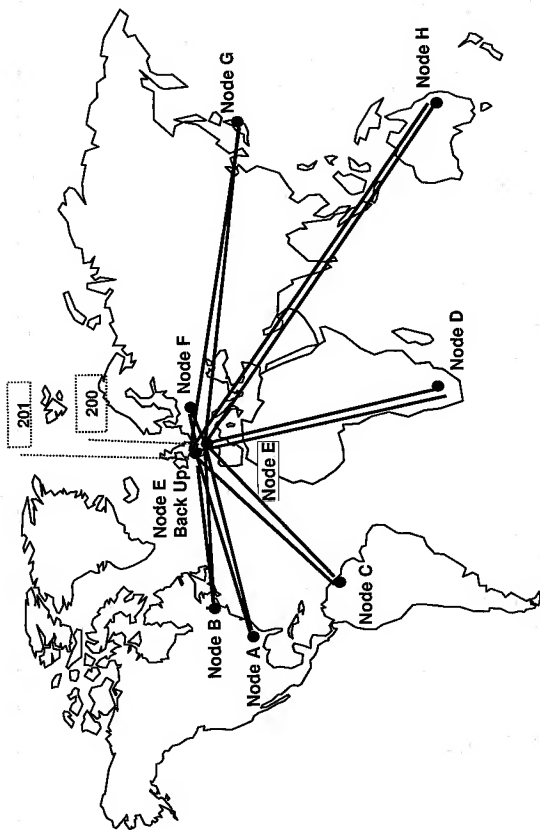 201
200
Node G
Node H
Node F
Node D
Node E
Back Up
Node E
Node C
Node B
Node A